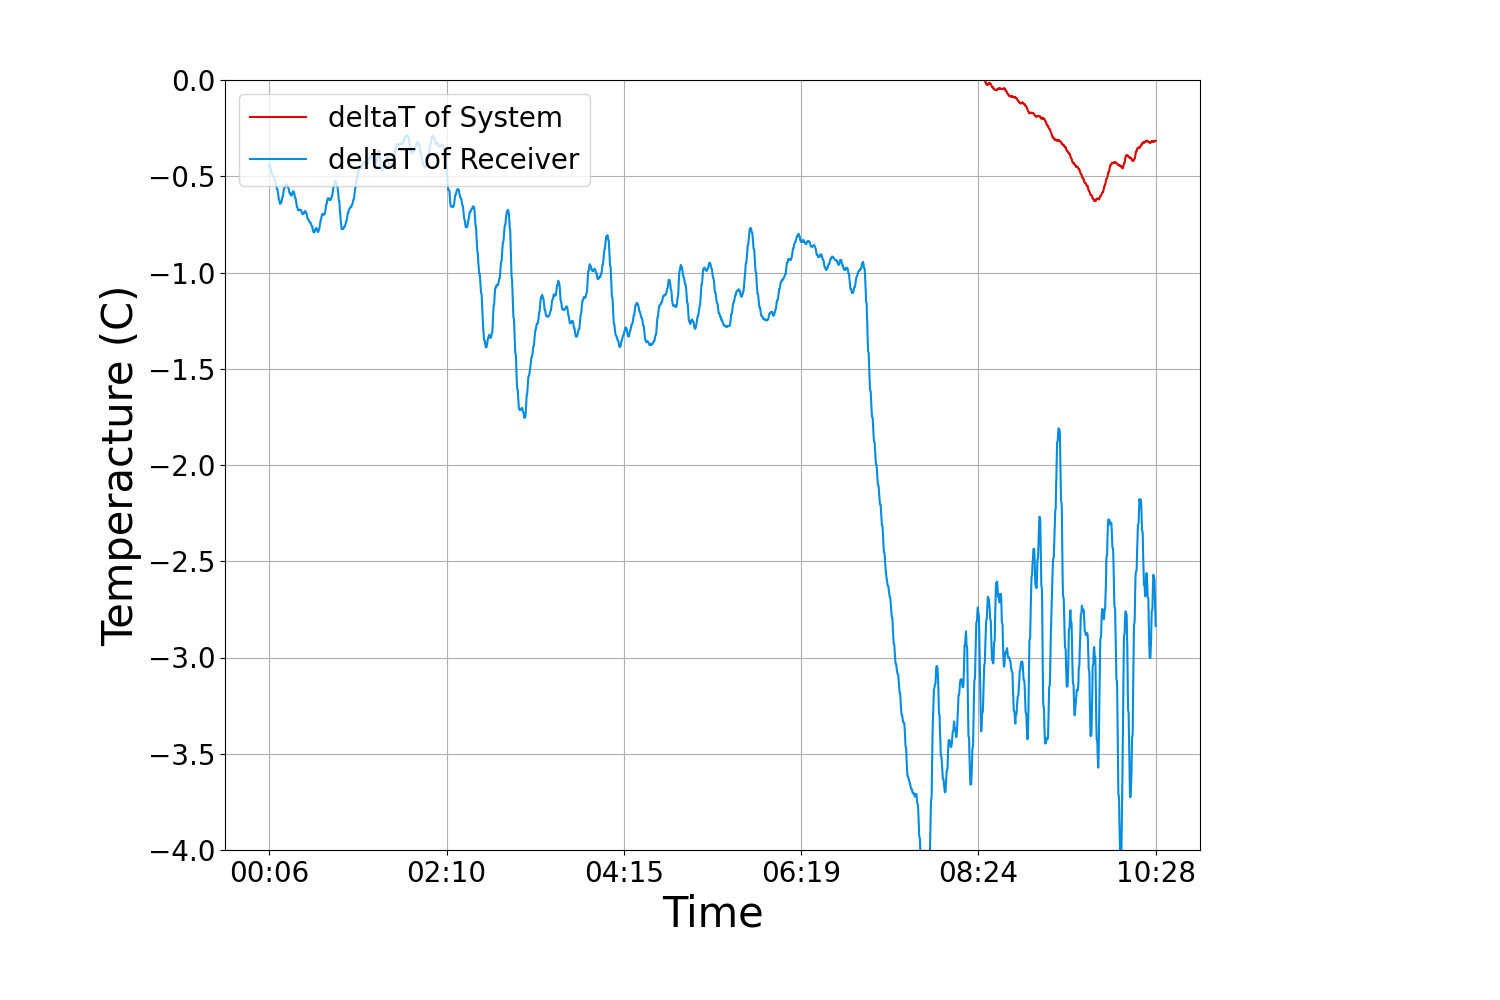 0.0
−0.5
−1.0
−1.5
−2.0
−2.5
−3.0
−3.5
−4.0
Temperacture (C)
deltaT of System
deltaT of Receiver
00:06 02:10 04:15 06:19 08:24 10:28
Time